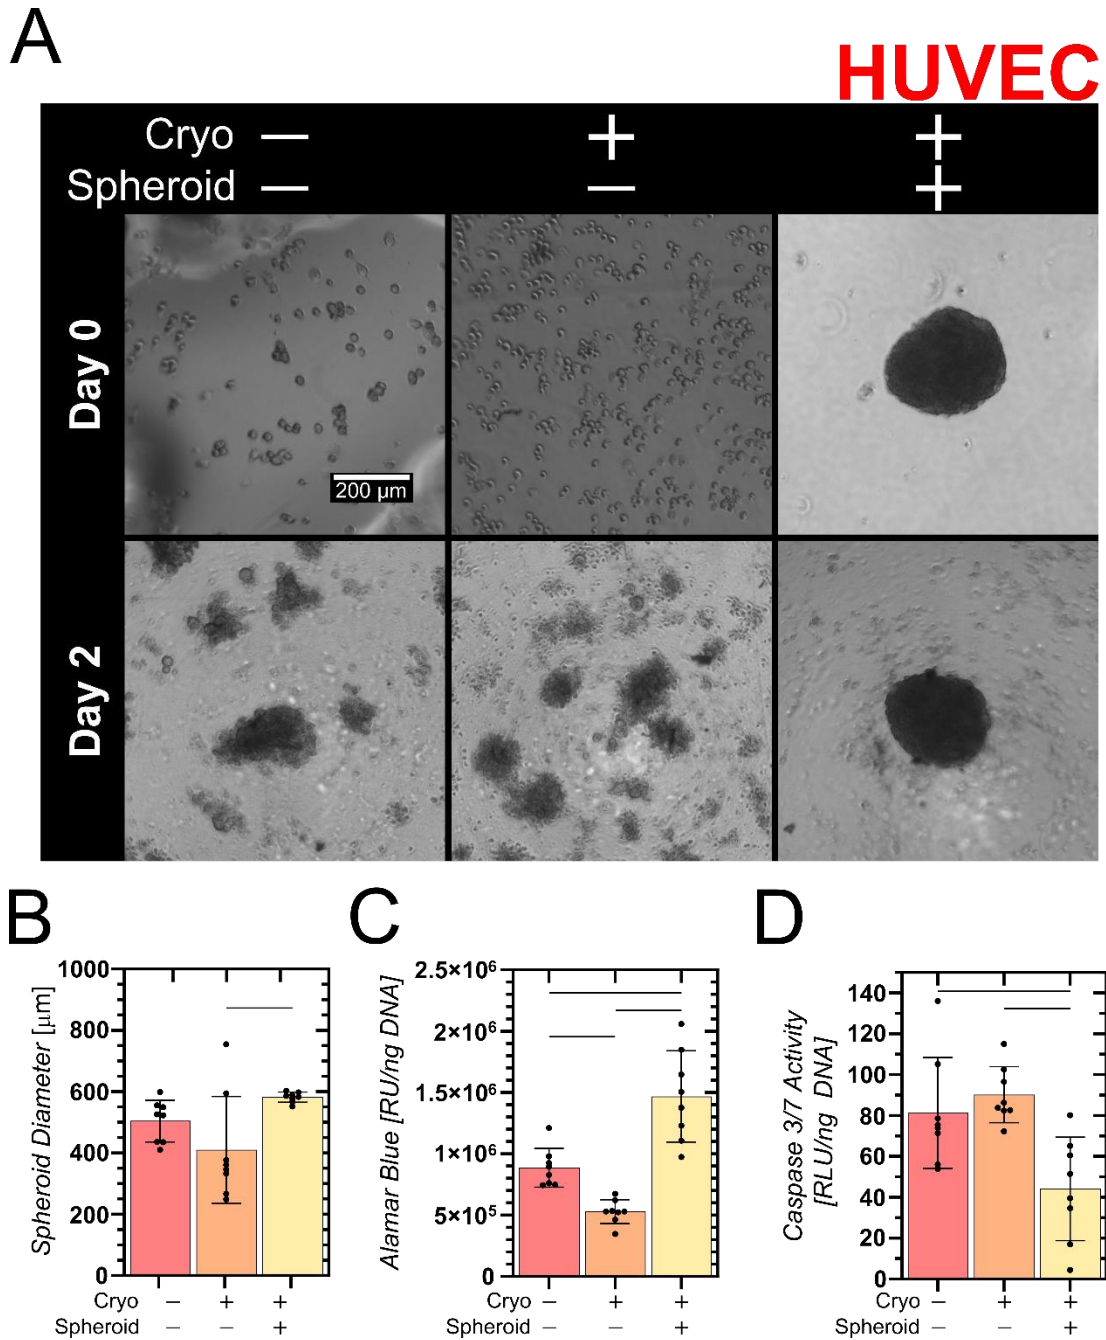 A
HUVEC
Cryo — + +
Spheroid — — +
Day 0
200 µm
Day 2
B
Spheroid Diameter [µm]
1000
800
600
400
200
0
Cryo − + +
Spheroid − − +
C
Alamar Blue [RU/ng DNA]
2.5×10⁶
2×10⁶
1.5×10⁶
1×10⁶
5×10⁵
0
− + +
− − +
D
Caspase 3/7 Activity
[RLU/ng DNA]
140
120
100
80
60
40
20
0
Cryo − + +
Spheroid − − +